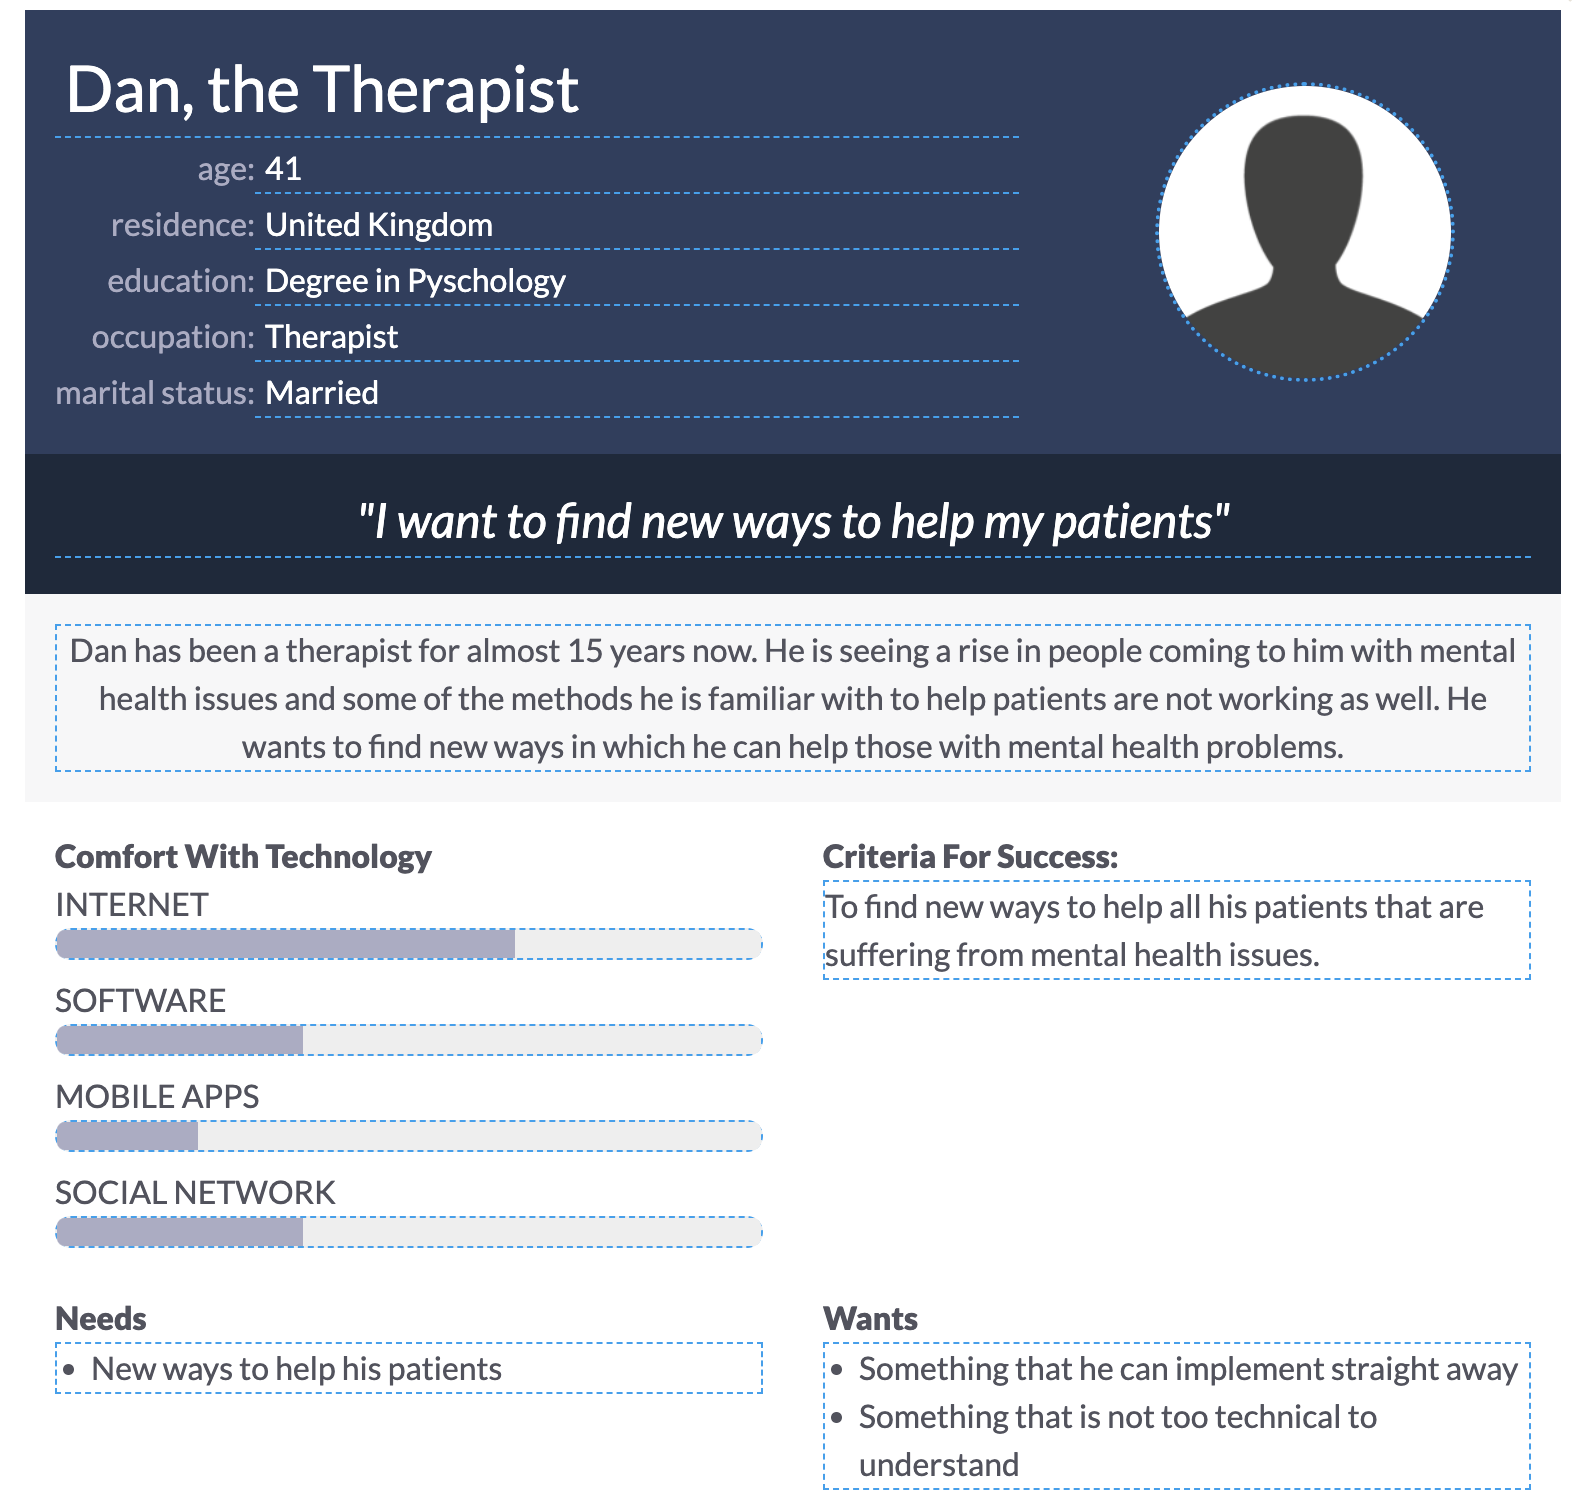 Dan, the Therapist
age: 41
residence: United Kingdom
education: Degree in Pyschology
occupation: Therapist
marital status: Married
"I want to find new ways to help my patients"
Dan has been a therapist for almost 15 years now. He is seeing a rise in people coming to him with mental
health issues and some of the methods he is familiar with to help patients are not working as well. He
wants to find new ways in which he can help those with mental health problems.
Comfort With Technology
INTERNET
SOFTWARE
MOBILE APPS
SOCIAL NETWORK
Criteria For Success:
To find new ways to help all his patients that are
suffering from mental health issues.
Needs
• New ways to help his patients
Wants
• Something that he can implement straight away
• Something that is not too technical to
understand